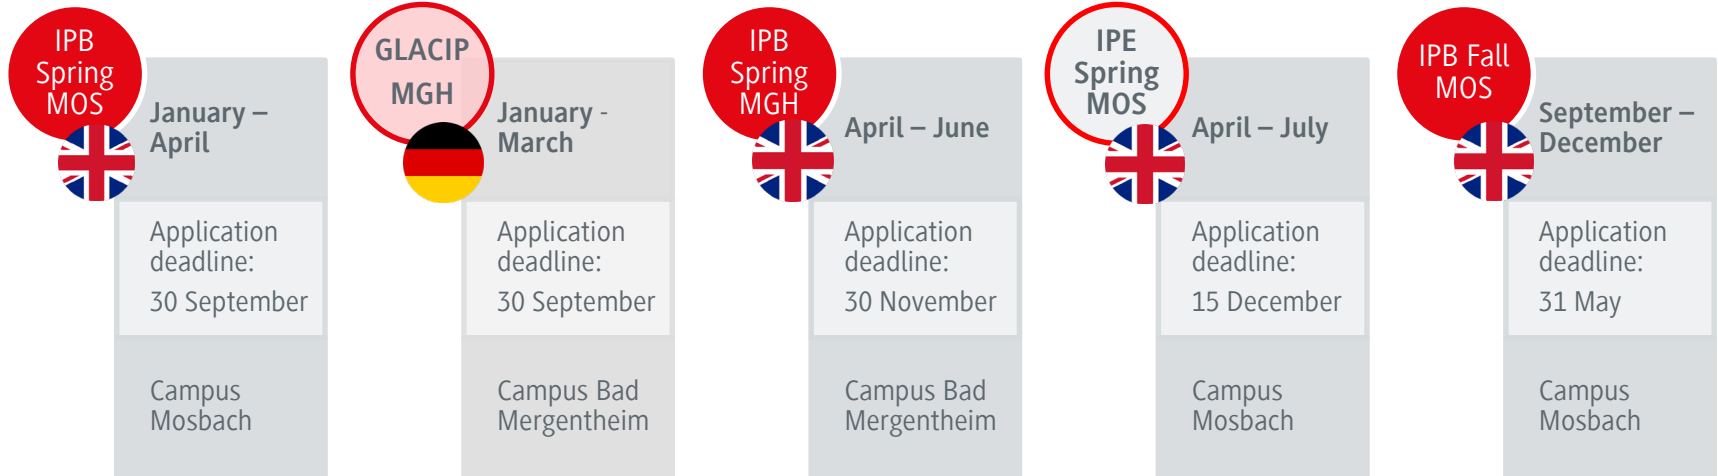 IPB
Spring
MOS
January –
April
Application
deadline:
30 September
Campus
Mosbach
GLACIP
MGH
January -
March
Application
deadline:
30 September
Campus Bad
Mergentheim
IPB
Spring
MGH
April – June
Application
deadline:
30 November
Campus Bad
Mergentheim
IPE
Spring
MOS
April – July
Application
deadline:
15 December
Campus
Mosbach
IPB Fall
MOS
September –
December
Application
deadline:
31 May
Campus
Mosbach